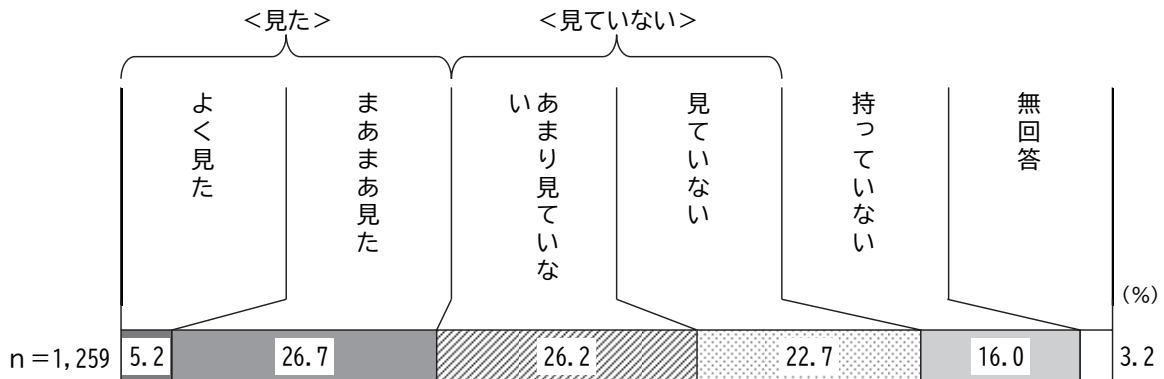 <見た>
<見ていない>
よく見た
まあまあ見た
あまり見ていな
い
見ていない
持っていない
無回答
(%)
n=1,259
5.2
26.7
26.2
22.7
16.0
3.2